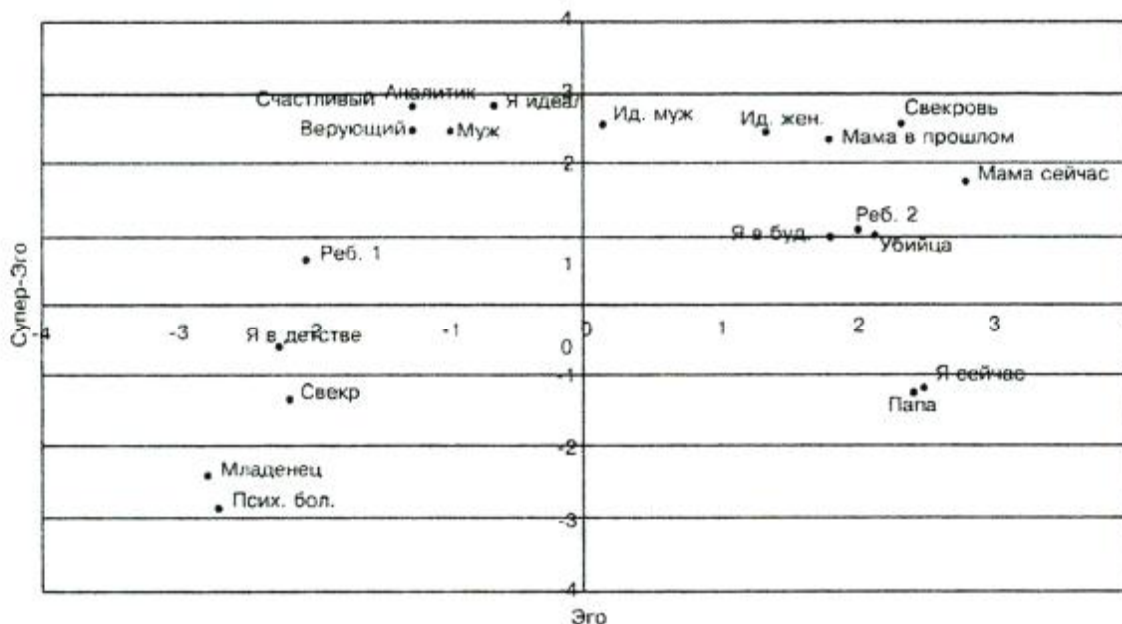 4
3
Счастливый Аналитик Я идеал Ид. муж Ид. жен. Свекровь
Верующий Муж Мама в прошлом
2
Мама сейчас
Реб. 2
Я в буд. Убийца
Реб. 1
1
Супер-Эго
-4 -3 -2 -1 0 1 2 3
Я в детстве 0
-1
Свекр Я сейчас
Папа
-2
Младенец
Псих. бол.
-3
-4
Эго